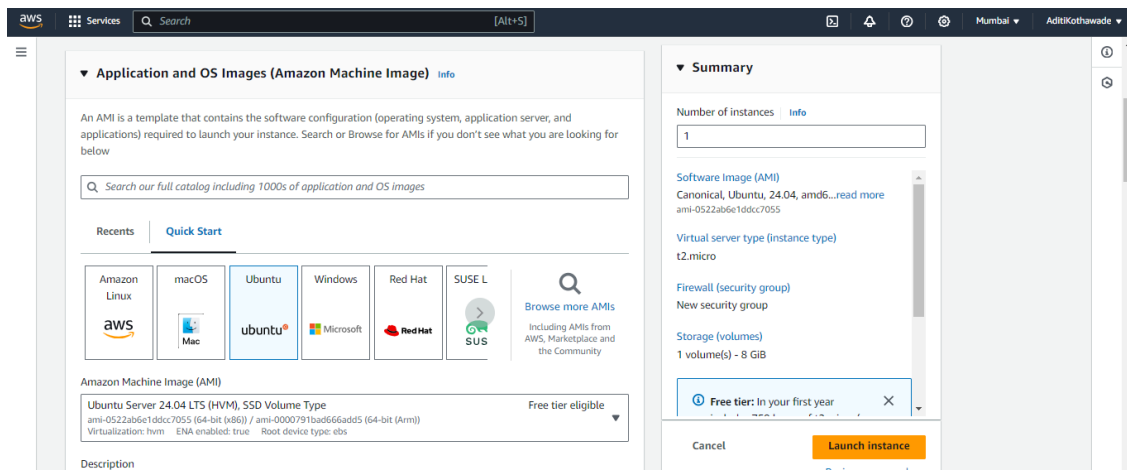 aws
Services
Search
[Alt+S]
Mumbai
AditiKothawade
Application and OS Images (Amazon Machine Image) Info
An AMI is a template that contains the software configuration (operating system, application server, and
applications) required to launch your instance. Search or Browse for AMIs if you don't see what you are looking for
below
Search our full catalog including 1000s of application and OS images
Recents
Quick Start
Amazon
Linux
aws
macOS
Mac
Ubuntu
ubuntu
Windows
Microsoft
Red Hat
Red Hat
SUSE L
SUS
Browse more AMIs
Including AMIs from
AWS, Marketplace and
the Community
Amazon Machine Image (AMI)
Ubuntu Server 24.04 LTS (HVM), SSD Volume Type
Free tier eligible
ami-0522ab6e1ddcc7055 (64-bit (x86)) / ami-0000791bad666add5 (64-bit (Arm))
Virtualization: hvm ENA enabled: true Root device type: ebs
Description
Summary
Number of instances Info
1
Software Image (AMI)
Canonical, Ubuntu, 24.04, amd6...read more
ami-0522ab6e1ddcc7055
Virtual server type (instance type)
t2.micro
Firewall (security group)
New security group
Storage (volumes)
1 volume(s) - 8 GiB
Free tier: In your first year
Cancel
Launch instance